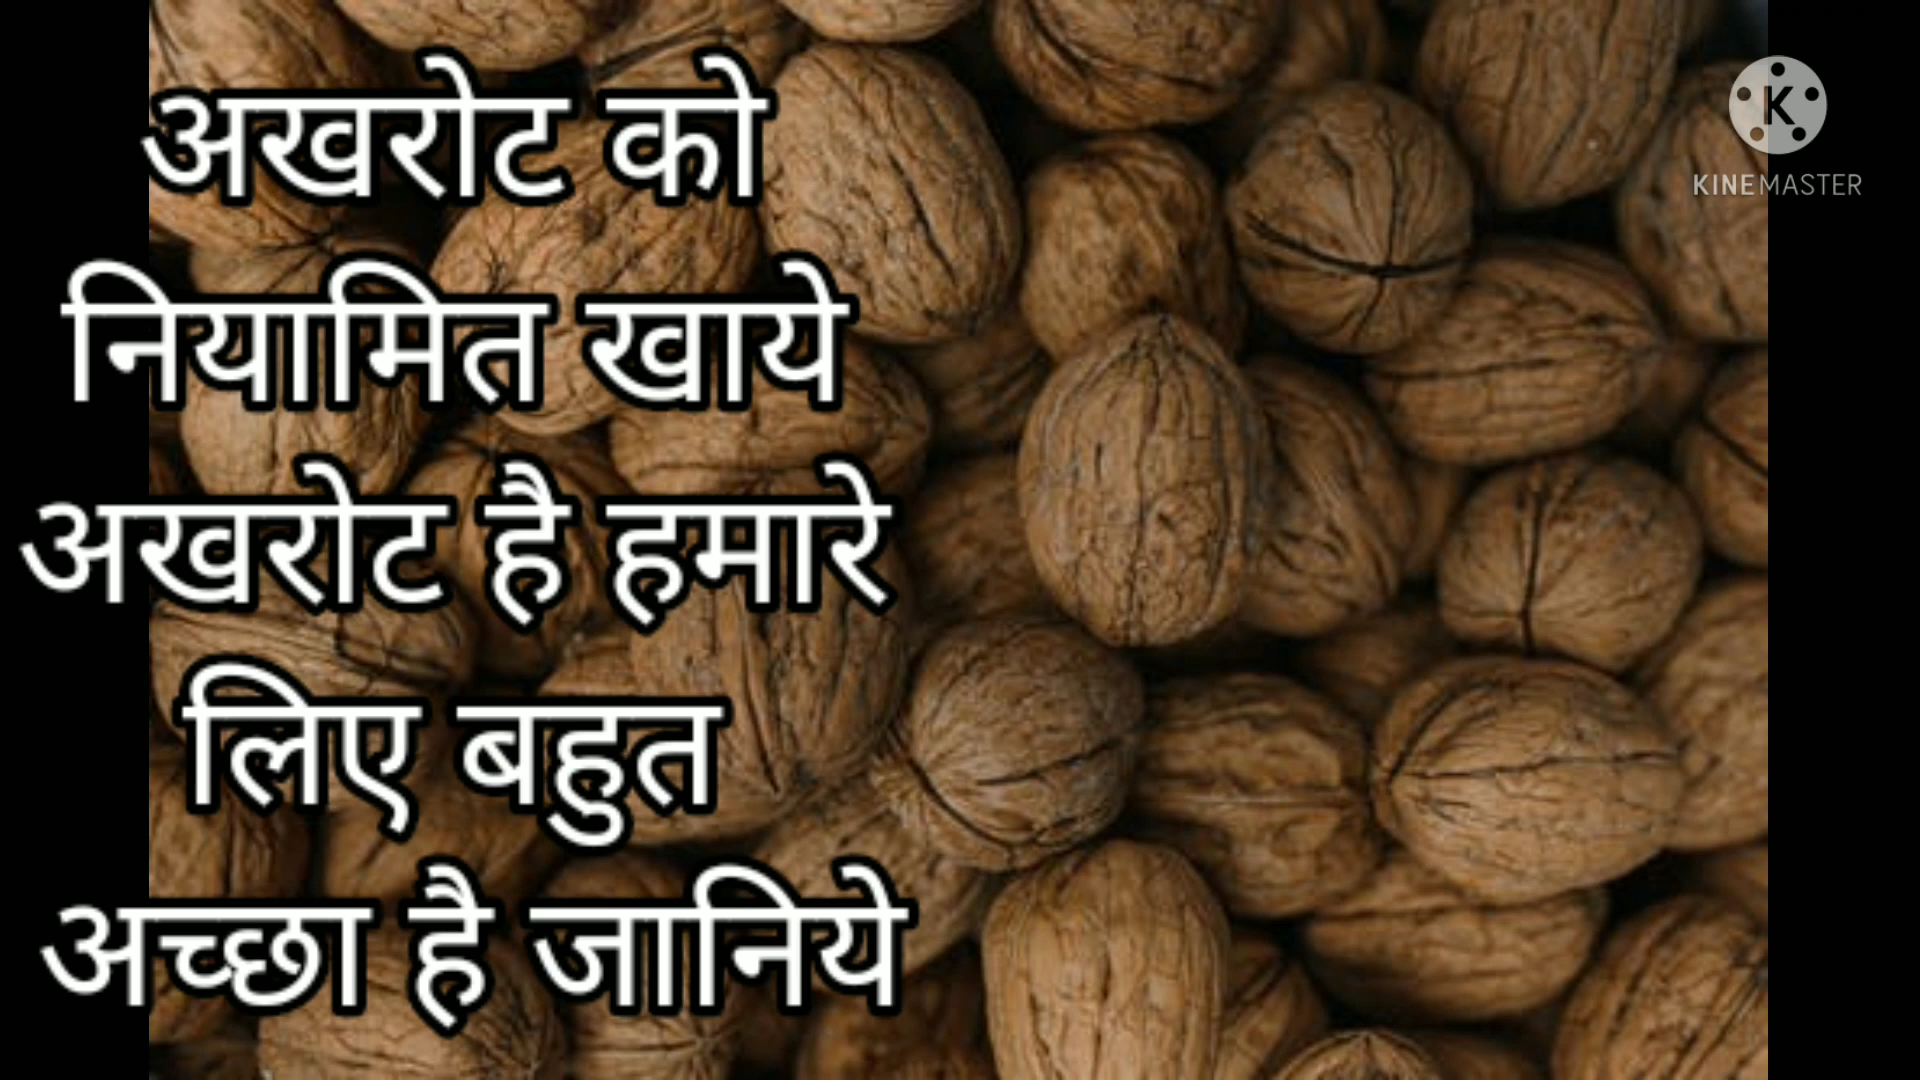 अखरोट को
नियामित खाये
अखरोट है हमारे
लिए बहुत
अच्छा है जानिये
K
KINEMASTER